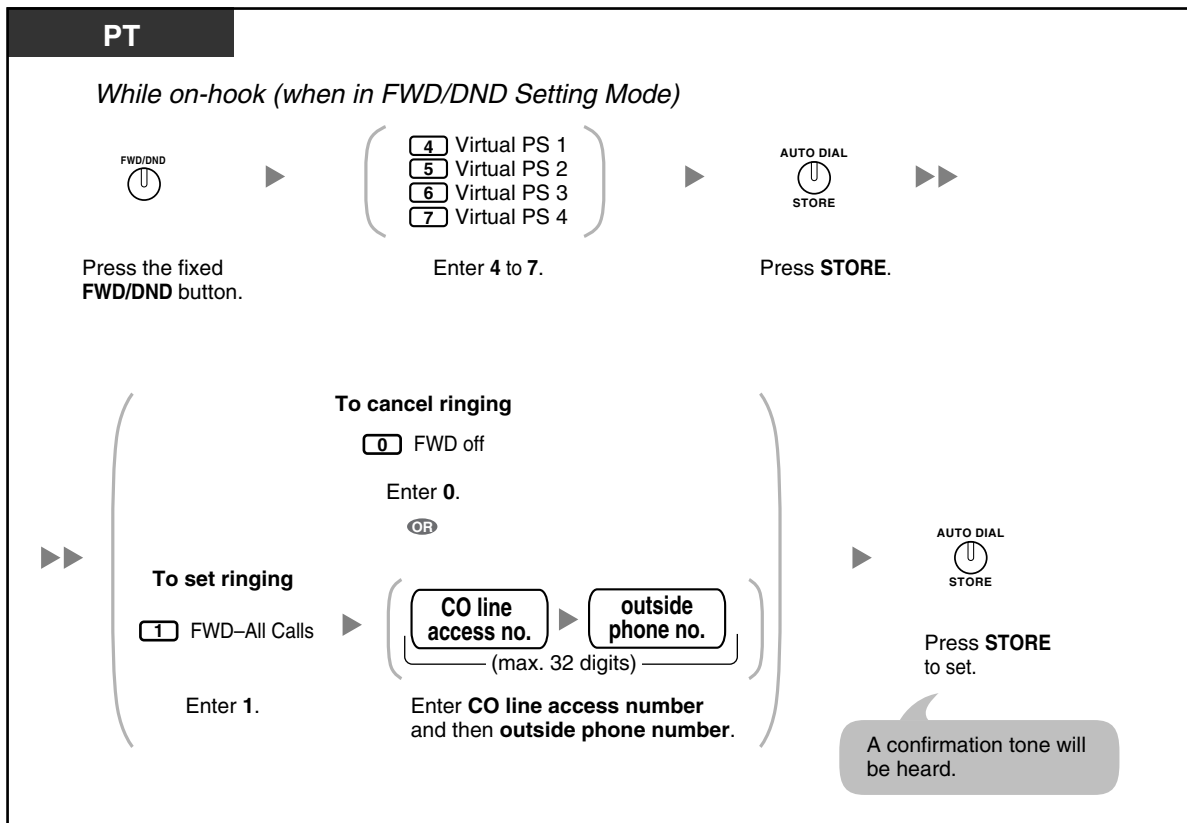 PT
While on-hook (when in FWD/DND Setting Mode)
FWD/DND
4 Virtual PS 1
5 Virtual PS 2
6 Virtual PS 3
7 Virtual PS 4
AUTO DIAL
STORE
Press the fixed
FWD/DND button.
Enter 4 to 7.
Press STORE.
To cancel ringing
0 FWD off
Enter 0.
OR
To set ringing
1 FWD–All Calls
Enter 1.
CO line
access no.
outside
phone no.
(max. 32 digits)
Enter CO line access number
and then outside phone number.
AUTO DIAL
STORE
Press STORE
to set.
A confirmation tone will
be heard.